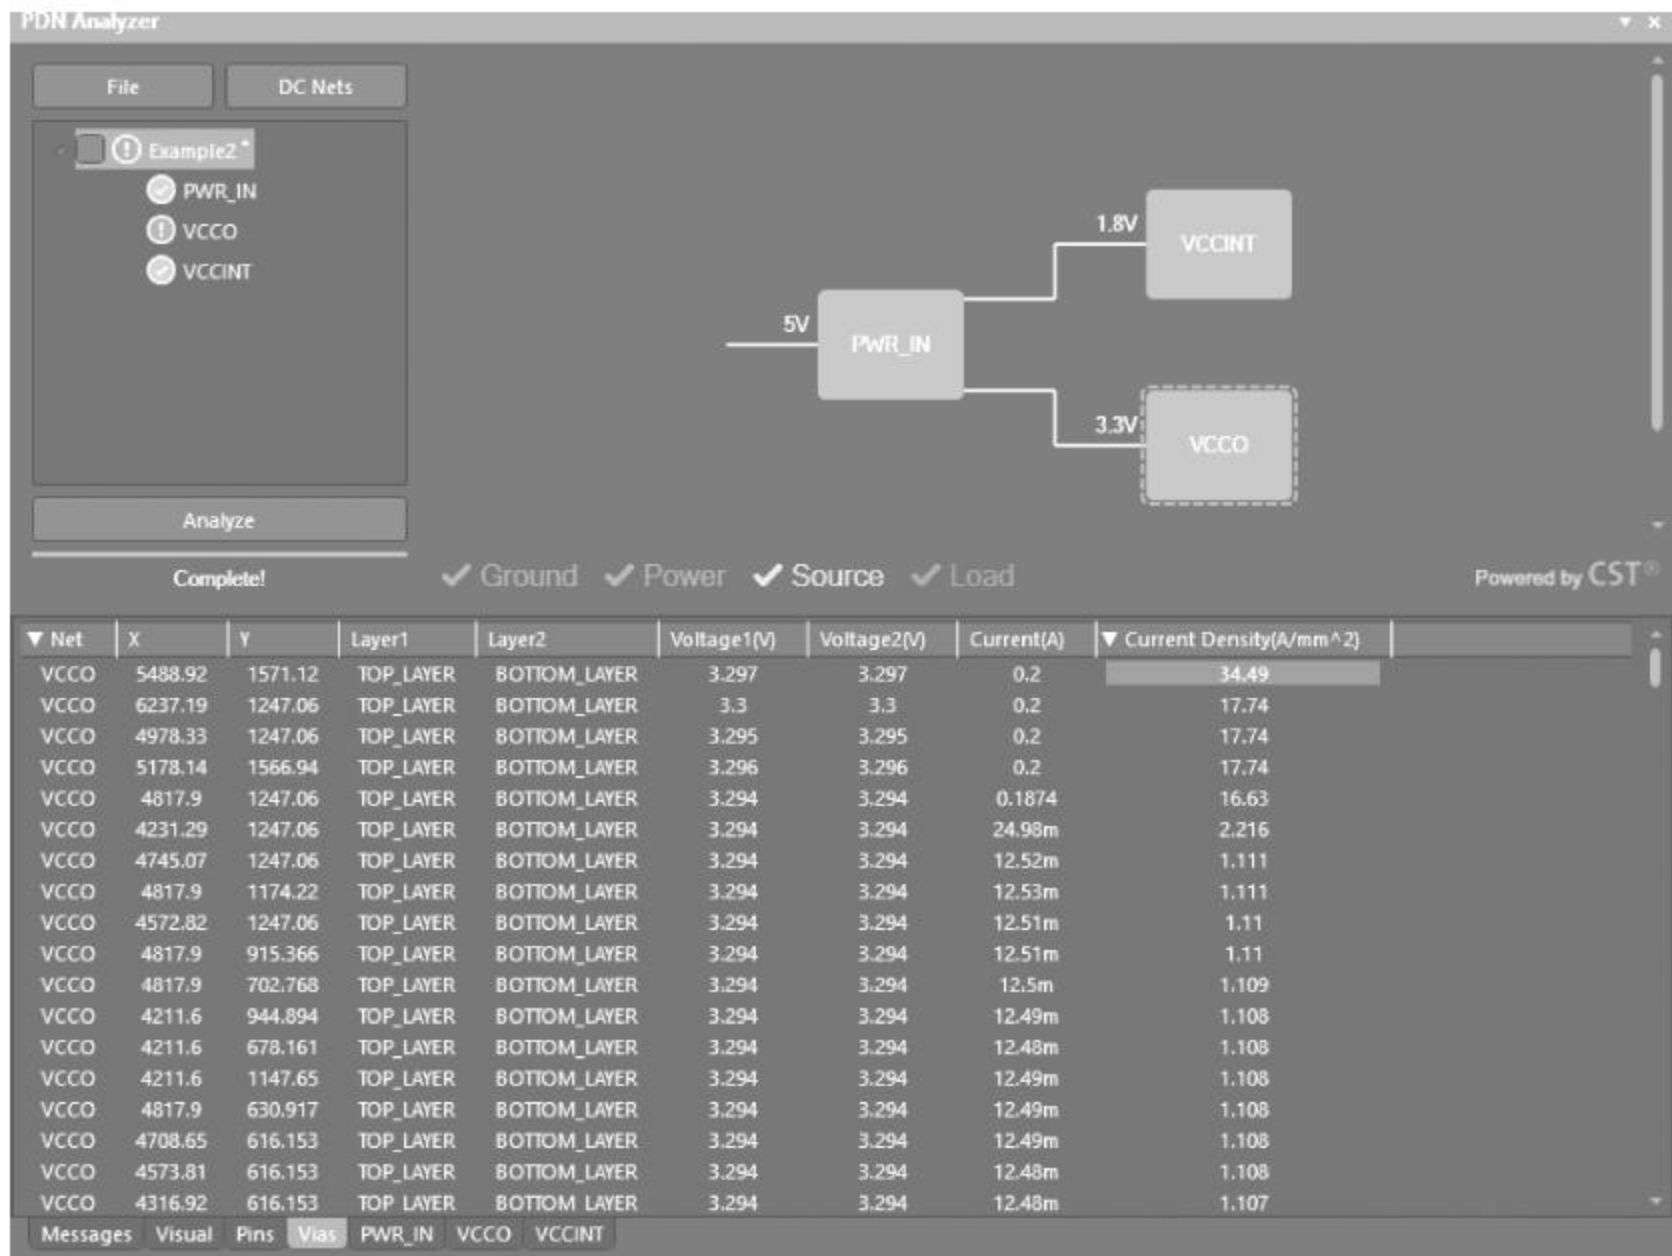 PDN Analyzer
File DC Nets
Example2 *
PWR_IN
VCCO
VCCINT
1.8V VCCINT
5V PWR_IN
3.3V VCCO
Analyze
Complete! Ground Power Source Load Powered by CST®
Net X Y Layer1 Layer2 Voltage1(V) Voltage2(V) Current(A) Current Density(A/mm^2)
VCCO 5488.92 1571.12 TOP_LAYER BOTTOM_LAYER 3.297 3.297 0.2 34.49
VCCO 6237.19 1247.06 TOP_LAYER BOTTOM_LAYER 3.3 3.3 0.2 17.74
VCCO 4978.33 1247.06 TOP_LAYER BOTTOM_LAYER 3.295 3.295 0.2 17.74
VCCO 5178.14 1566.94 TOP_LAYER BOTTOM_LAYER 3.296 3.296 0.2 17.74
VCCO 4817.9 1247.06 TOP_LAYER BOTTOM_LAYER 3.294 3.294 0.1874 16.63
VCCO 4231.29 1247.06 TOP_LAYER BOTTOM_LAYER 3.294 3.294 24.98m 2.216
VCCO 4745.07 1247.06 TOP_LAYER BOTTOM_LAYER 3.294 3.294 12.52m 1.111
VCCO 4817.9 1174.22 TOP_LAYER BOTTOM_LAYER 3.294 3.294 12.53m 1.111
VCCO 4572.82 1247.06 TOP_LAYER BOTTOM_LAYER 3.294 3.294 12.51m 1.11
VCCO 4817.9 915.366 TOP_LAYER BOTTOM_LAYER 3.294 3.294 12.51m 1.11
VCCO 4817.9 702.768 TOP_LAYER BOTTOM_LAYER 3.294 3.294 12.5m 1.109
VCCO 4211.6 944.894 TOP_LAYER BOTTOM_LAYER 3.294 3.294 12.49m 1.108
VCCO 4211.6 678.161 TOP_LAYER BOTTOM_LAYER 3.294 3.294 12.48m 1.108
VCCO 4211.6 1147.65 TOP_LAYER BOTTOM_LAYER 3.294 3.294 12.49m 1.108
VCCO 4817.9 630.917 TOP_LAYER BOTTOM_LAYER 3.294 3.294 12.49m 1.108
VCCO 4708.65 616.153 TOP_LAYER BOTTOM_LAYER 3.294 3.294 12.49m 1.108
VCCO 4573.81 616.153 TOP_LAYER BOTTOM_LAYER 3.294 3.294 12.48m 1.108
VCCO 4316.92 616.153 TOP_LAYER BOTTOM_LAYER 3.294 3.294 12.48m 1.107
Messages Visual Pins Vias PWR_IN VCCO VCCINT